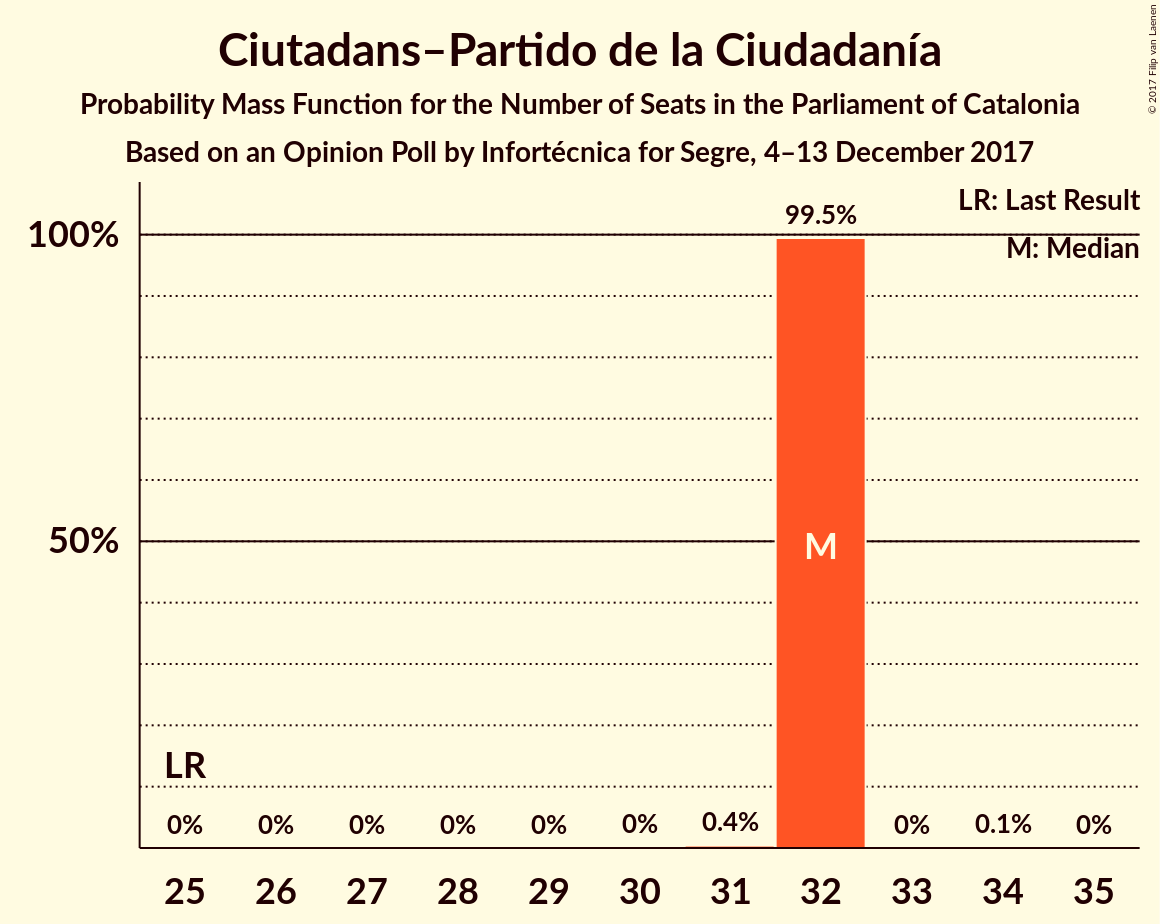 Ciutadans–Partido de la Ciudadanía
Probability Mass Function for the Number of Seats in the Parliament of Catalonia
Based on an Opinion Poll by Infortécnica for Segre, 4–13 December 2017
© 2017 Filip van Laenen
LR: Last Result
M: Median
100%
50%
99.5%
M
LR
0% 0% 0% 0% 0% 0% 0.4% 0% 0.1% 0%
25 26 27 28 29 30 31 32 33 34 35